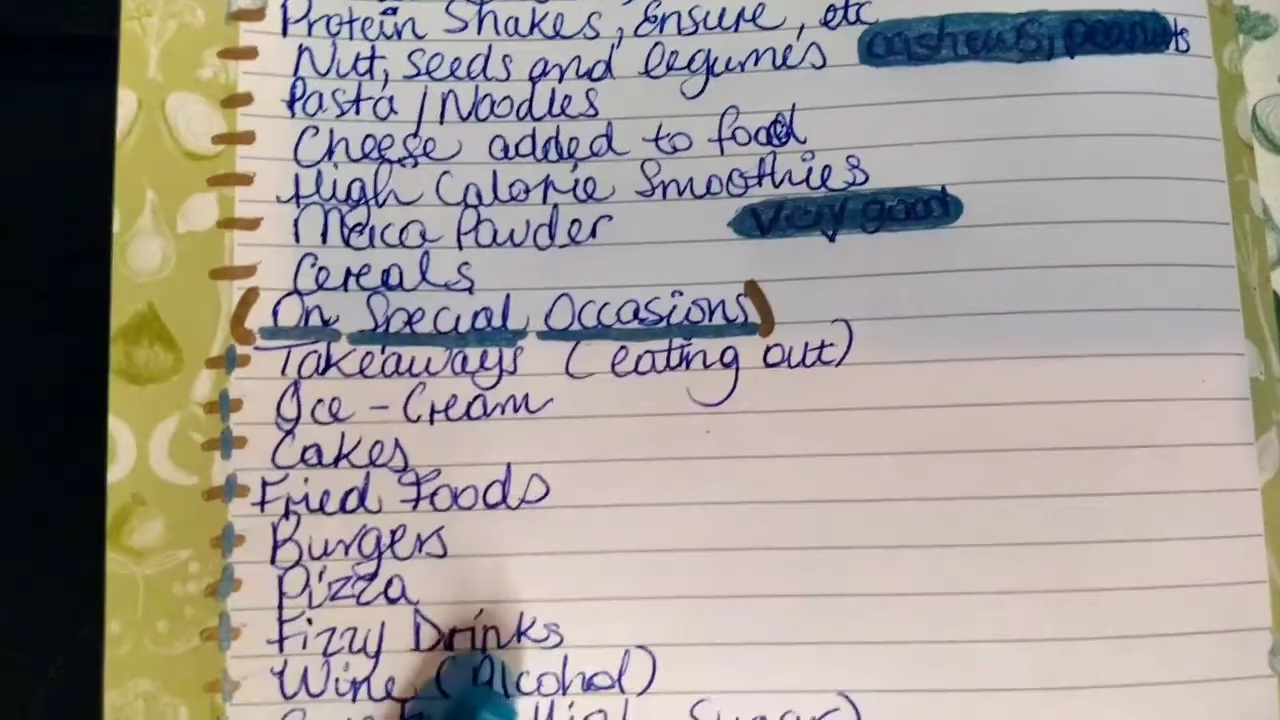 Protein Shakes, Ensure, etc
Nutt, seeds and legumes cashews, peanuts
Pasta / Noodles
Cheese added to food
High Calorie Smoothies
Maca Powder Very good
Cereals
(On Special Occasions)
Takeaways (eating out)
Ice-Cream
Cakes
Fried Foods
Burgers
Pizza
Fizzy Drinks
Wine (Alcohol)
Sugar)